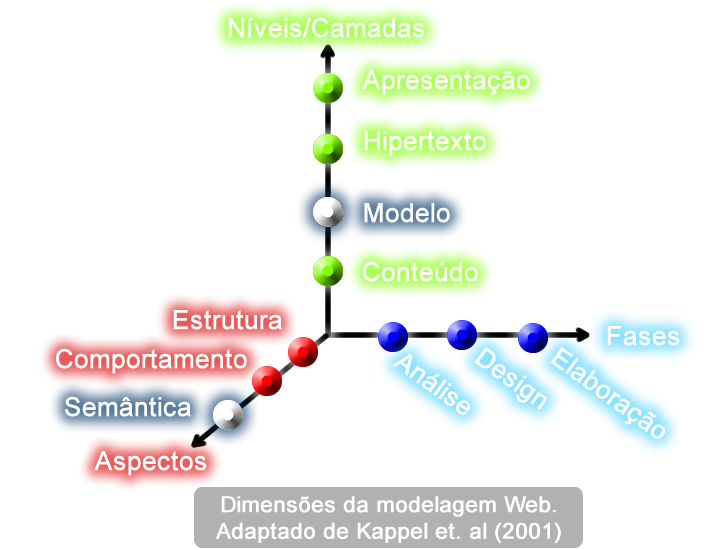 Níveis/Camadas
Apresentação
Hipertexto
Modelo
Conteúdo
Estrutura
Comportamento
Semântica
Aspectos
Fases
Análise
Design
Elaboração
Dimensões da modelagem Web.
Adaptado de Kappel et. al (2001)